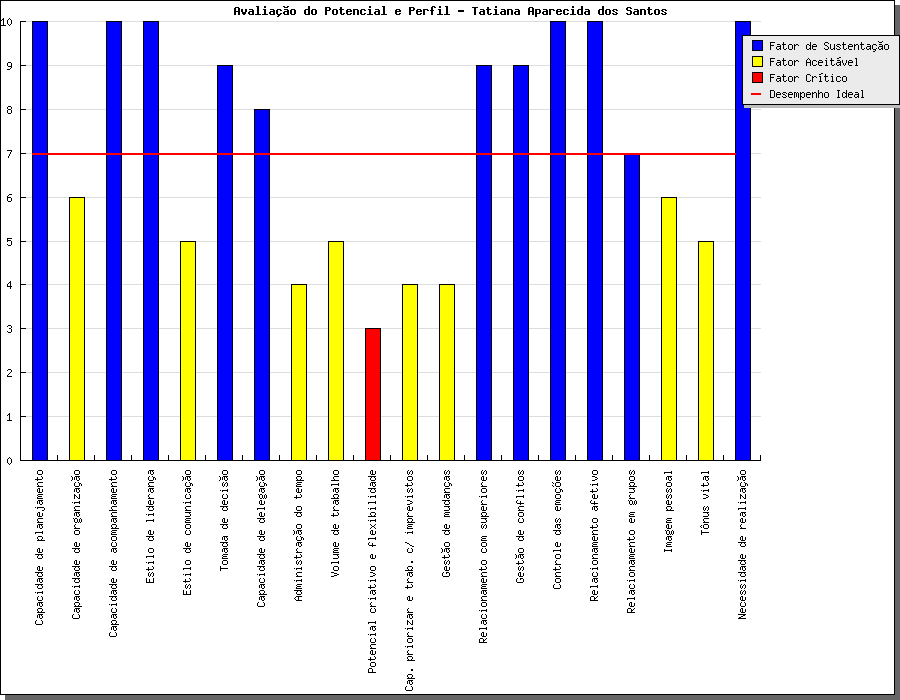 Avaliação do Potencial e Perfil - Tatiana Aparecida dos Santos
Fator de Sustentação
Fator Aceitável
Fator Crítico
Desempenho Ideal
10
9
8
7
6
5
4
3
2
1
0
Capacidade de planejamento
Capacidade de organização
Capacidade de acompanhamento
Estilo de liderança
Estilo de comunicação
Tomada de decisão
Capacidade de delegação
Administração do tempo
Volume de trabalho
Potencial criativo e flexibilidade
Cap. priorizar e trab. c/ imprevistos
Gestão de mudanças
Relacionamento com superiores
Gestão de conflitos
Controle das emoções
Relacionamento afetivo
Relacionamento em grupos
Imagem pessoal
Tônus vital
Necessidade de realização